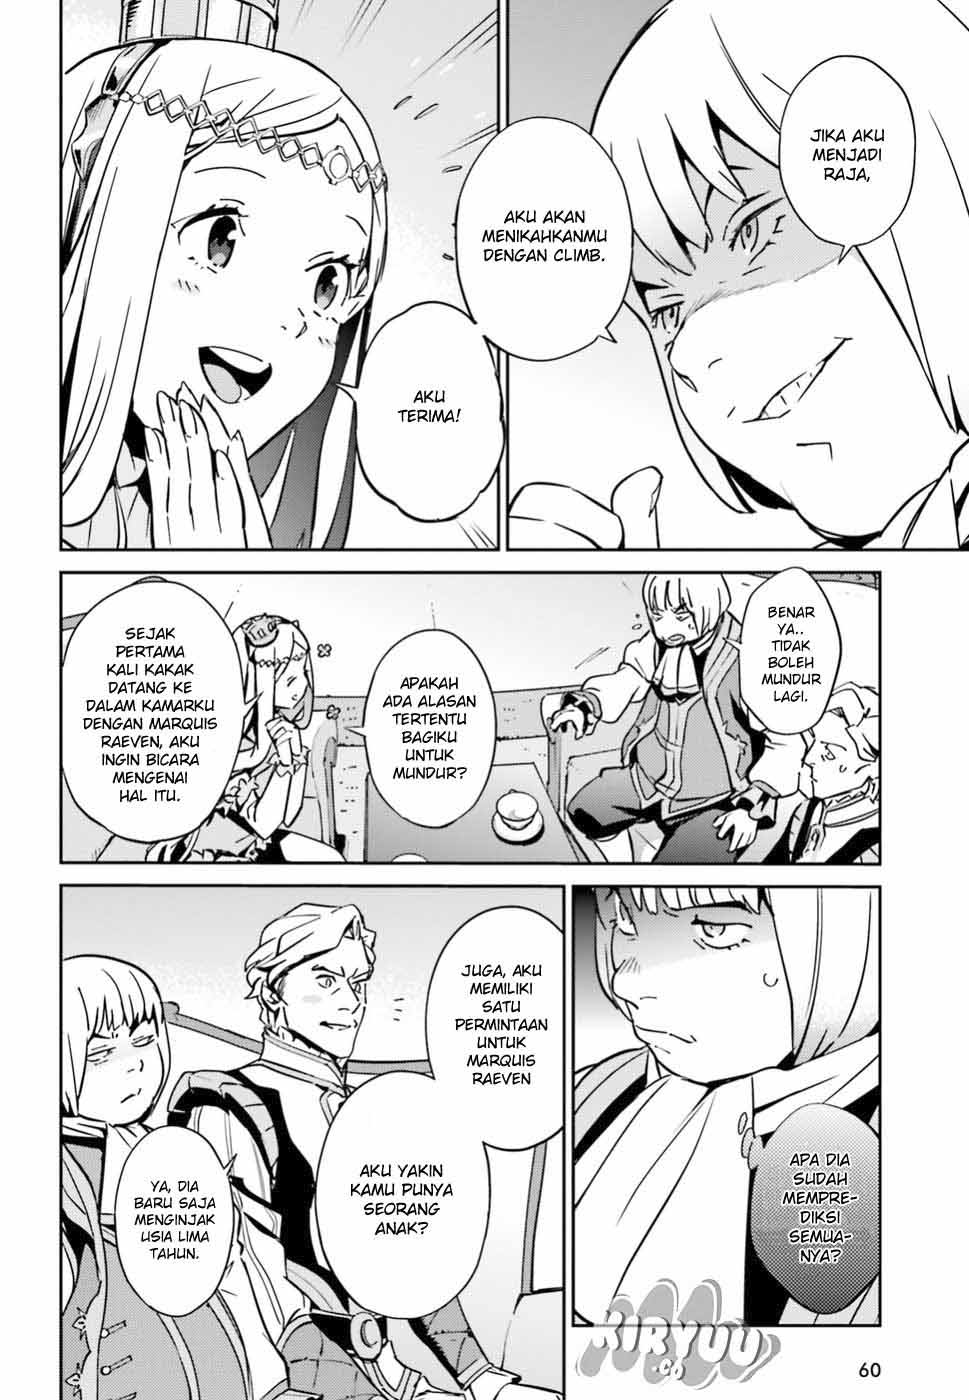 JIKA AKU
MENJADI
RAJA,
AKU AKAN
MENIKAHKANMU
DENGAN CLIMB.
AKU
TERIMA!
BENAR
YA..
TIDAK
BOLEH
MUNDUR
LAGI.
APAKAH
ADA ALASAN
TERTENTU
BAGIKU
UNTUK
MUNDUR?
SEJAK
PERTAMA
KALI KAKAK
DATANG KE
DALAM KAMARKU
DENGAN MARQUIS
RAEVEN, AKU
INGIN BICARA
MENGENAI
HAL ITU.
APA DIA
SUDAH
MEMPRE-
DIKSI
SEMUA-
NYA?
JUGA, AKU
MEMILIKI
SATU
PERMINTAAN
UNTUK
MARQUIS
RAEVEN
AKU YAKIN
KAMU PUNYA
SEORANG
ANAK?
YA, DIA
BARU SAJA
MENGINJAK
USIA LIMA
TAHUN.
KIRYUU
.CO
60